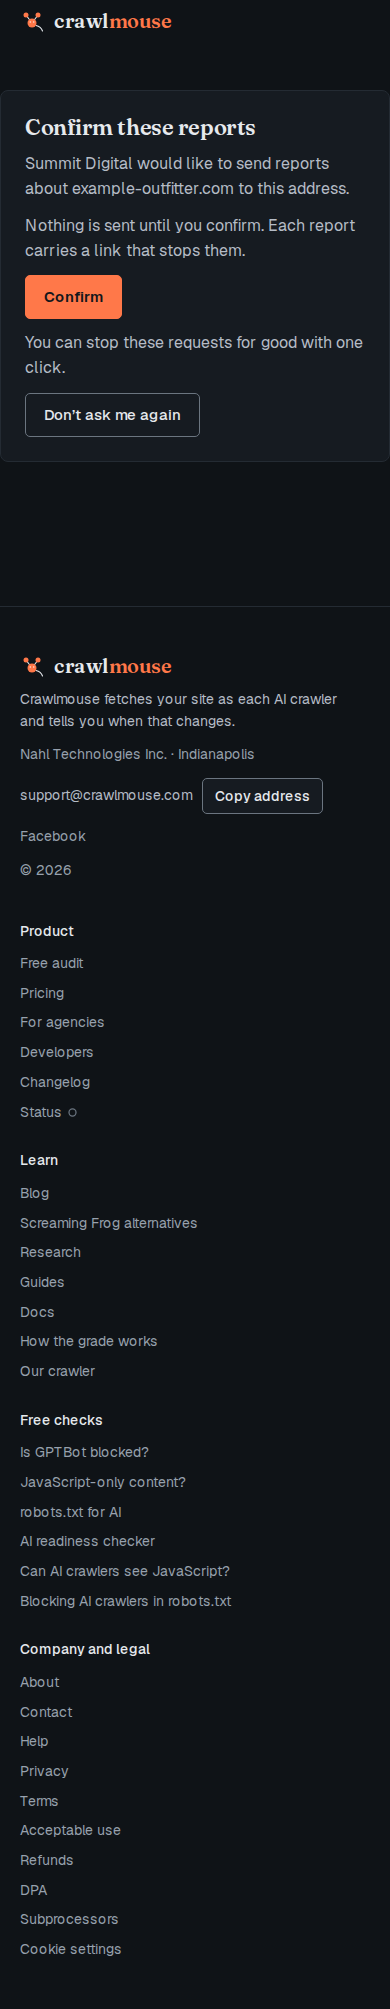 crawlmouse
Confirm these reports
Summit Digital would like to send reports
about example-outfitter.com to this address.
Nothing is sent until you confirm. Each report
carries a link that stops them.
Confirm
You can stop these requests for good with one
click.
Don't ask me again
crawlmouse
Crawlmouse fetches your site as each AI crawler
and tells you when that changes.
Nahl Technologies Inc. · Indianapolis
support@crawlmouse.com Copy address
Facebook
© 2026
Product
Free audit
Pricing
For agencies
Developers
Changelog
Status
Learn
Blog
Screaming Frog alternatives
Research
Guides
Docs
How the grade works
Our crawler
Free checks
Is GPTBot blocked?
JavaScript-only content?
robots.txt for AI
AI readiness checker
Can AI crawlers see JavaScript?
Blocking AI crawlers in robots.txt
Company and legal
About
Contact
Help
Privacy
Terms
Acceptable use
Refunds
DPA
Subprocessors
Cookie settings